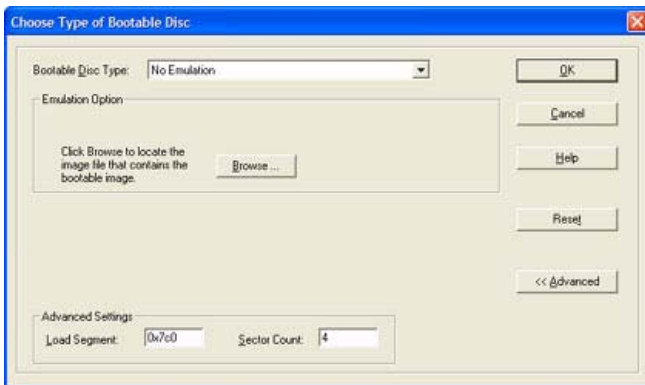 Choose Type of Bootable Disc
Bootable Disc Type: No Emulation
OK
Emulation Option
Cancel
Click Browse to locate the
image file that contains the
bootable image.
Browse ...
Help
Reset
<< Advanced
Advanced Settings
Load Segment: 0x7c0 Sector Count: 4